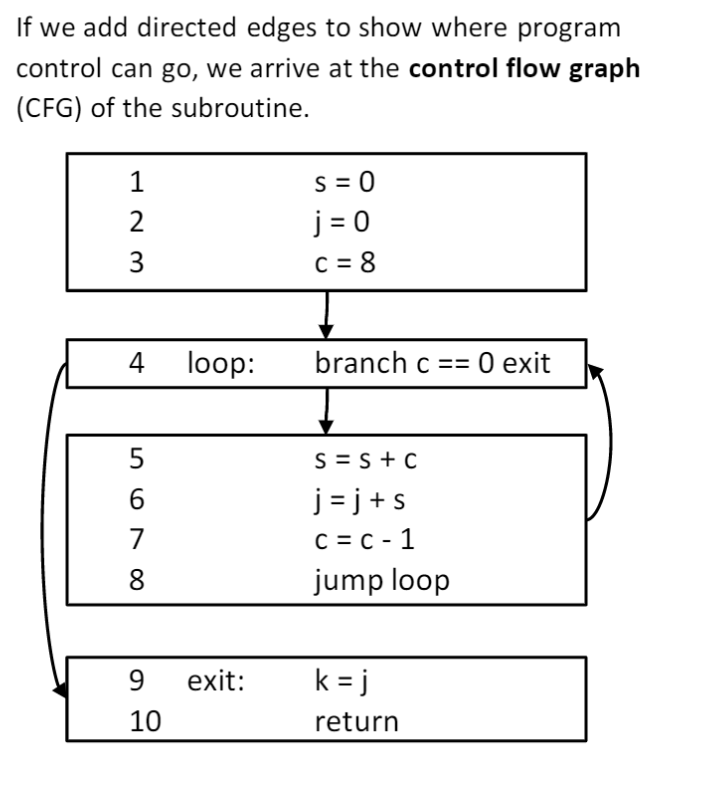 If we add directed edges to show where program
control can go, we arrive at the control flow graph
(CFG) of the subroutine.
1 s = 0
2 j = 0
3 c = 8
4 loop: branch c == 0 exit
5 s = s + c
6 j = j + s
7 c = c - 1
8 jump loop
9 exit: k = j
10 return